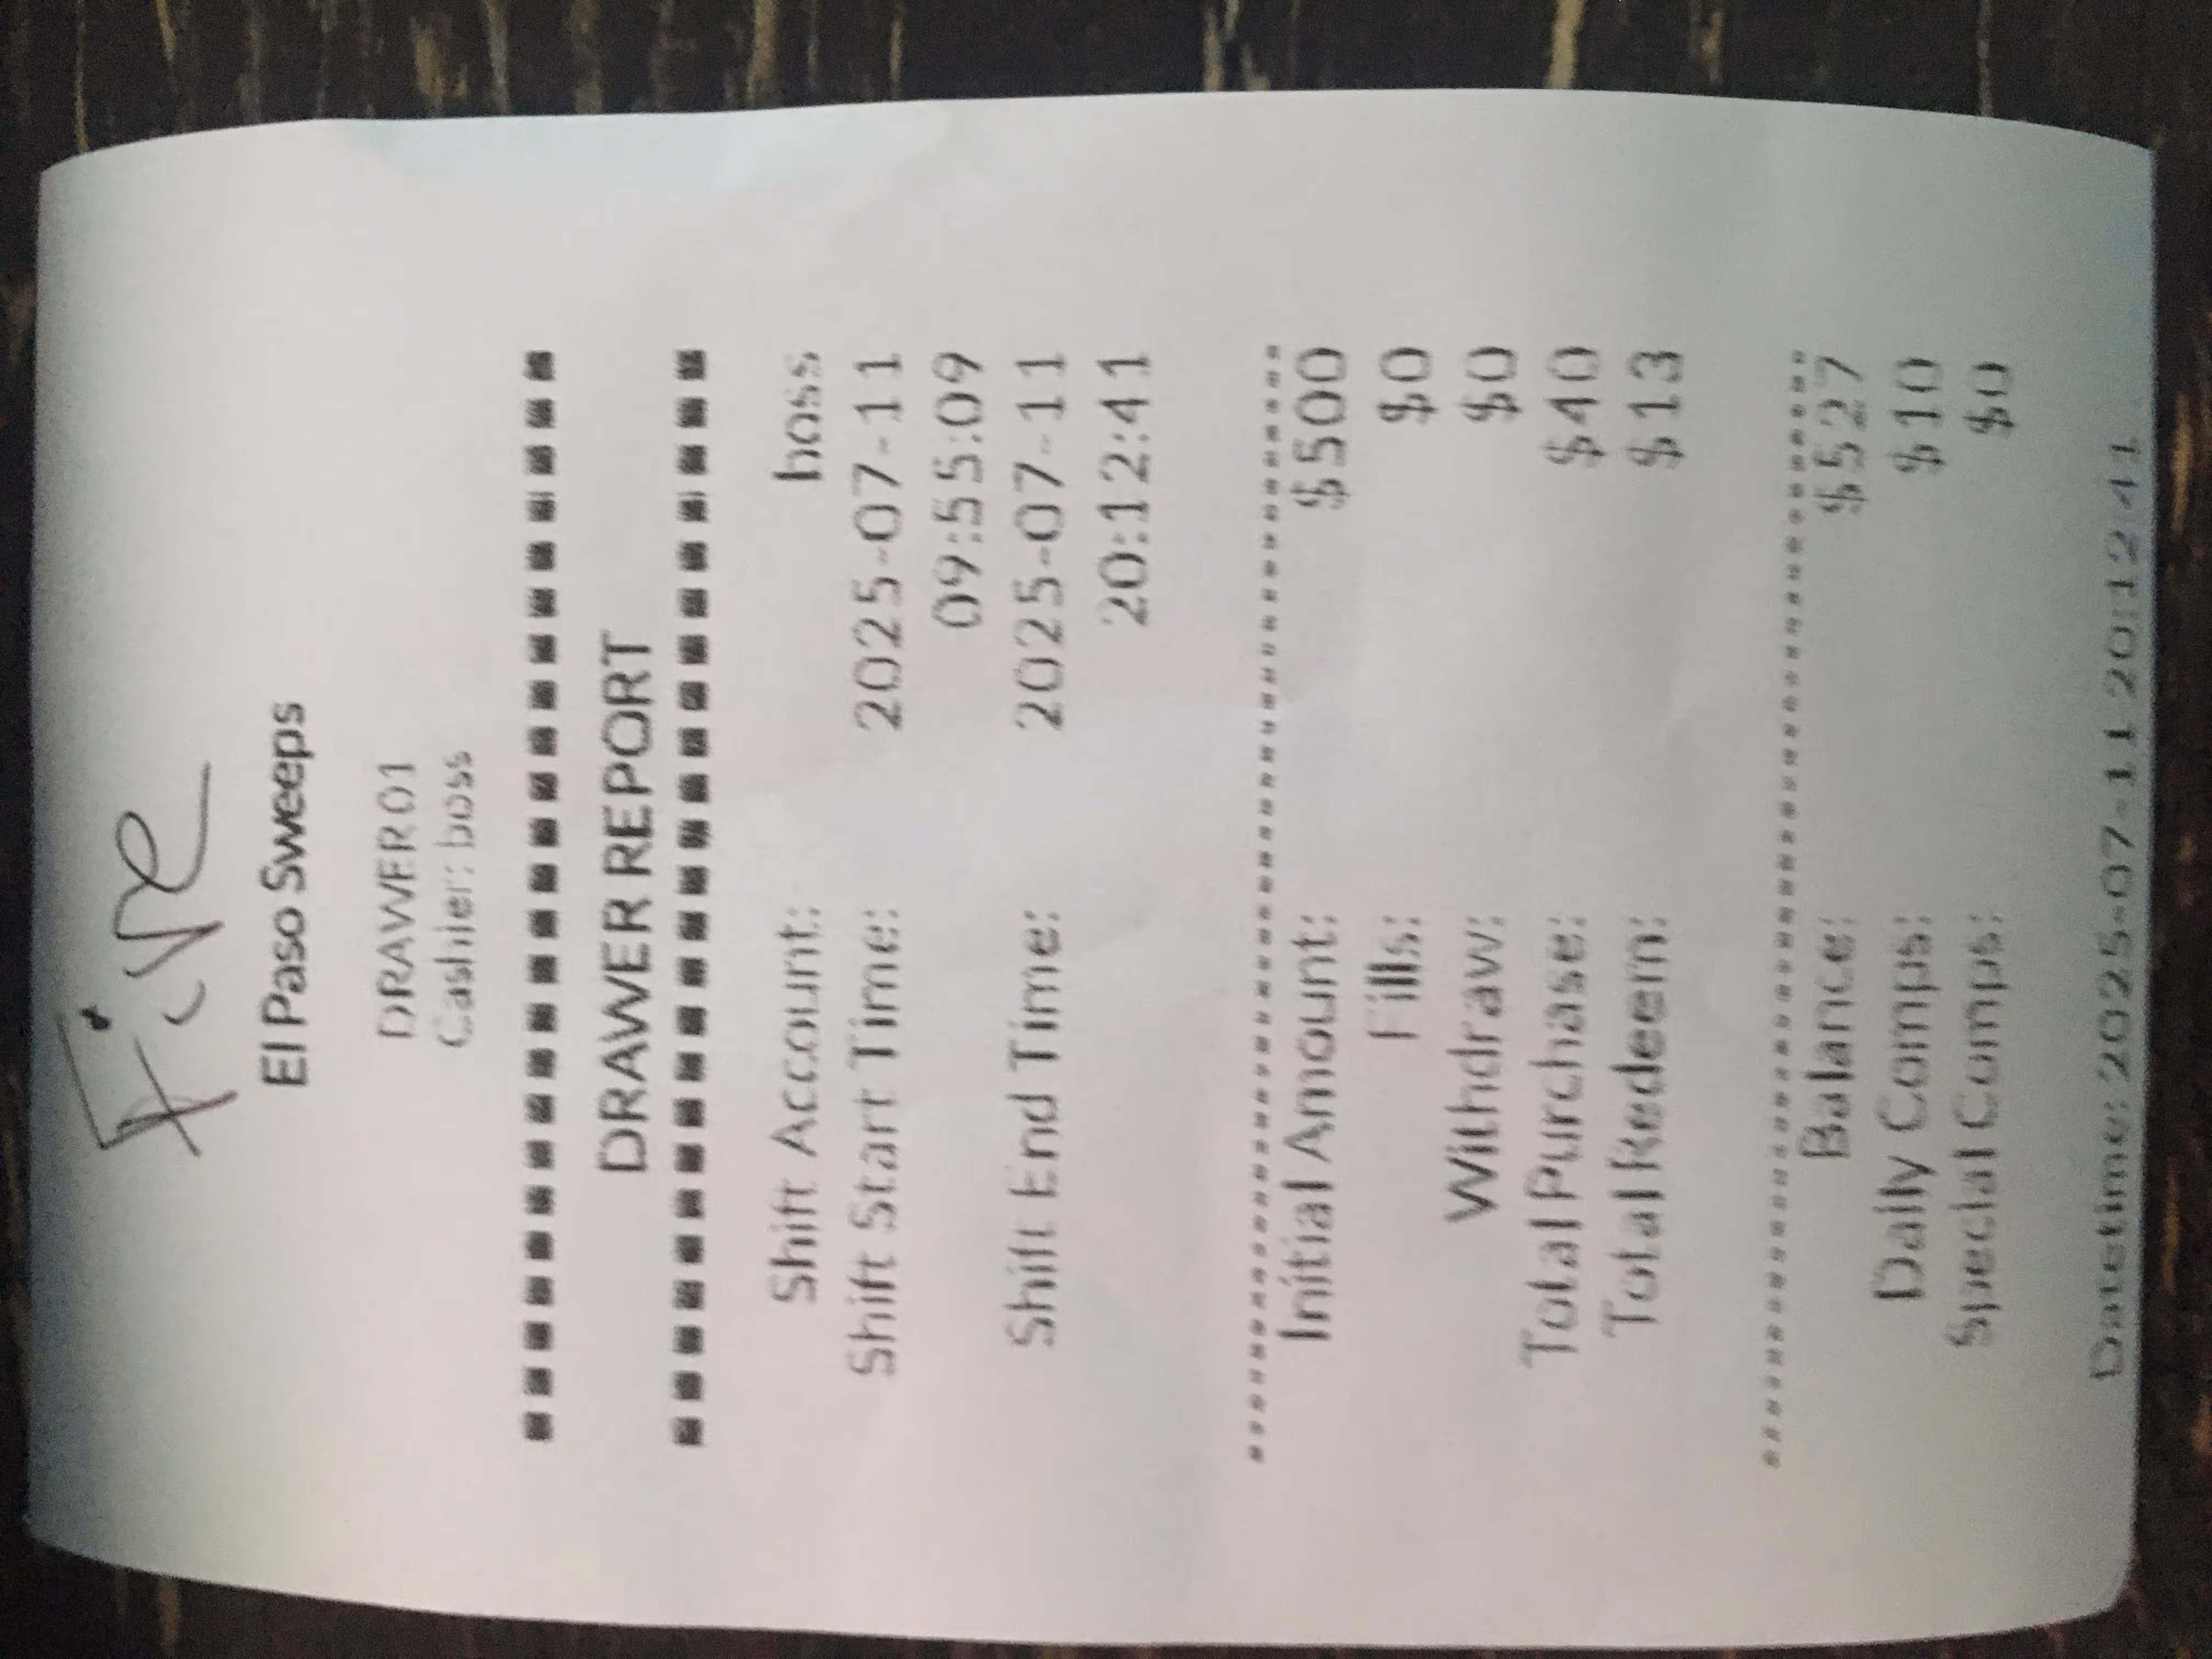 Five
El Paso Sweeps
DRAWER01
Cashier: boss
DRAWER REPORT
Shift Account: boss
Shift Start Time: 2025-07-11
09:55:09
Shift End Time: 2025-07-11
20:12:41
Initial Amount: $500
Fills: $0
Withdraw: $0
Total Purchase: $40
Total Redeem: $13
Balance: $527
Daily Comps: $10
Special Comps: $0
Datetime: 2025-07-11 20:12:41